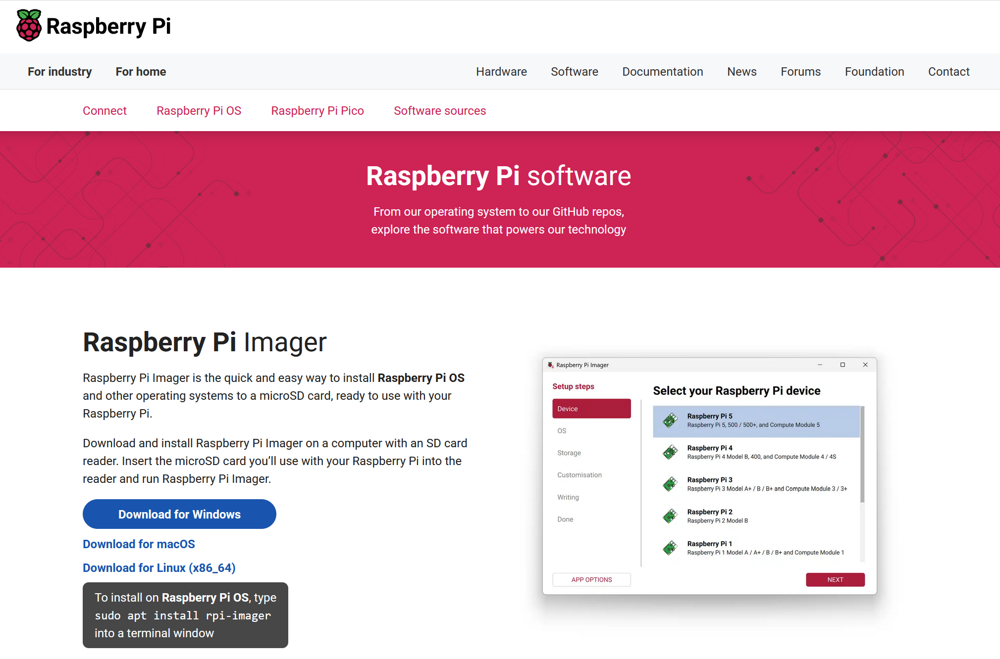 Raspberry Pi
For industry
For home
Hardware
Software
Documentation
News
Forums
Foundation
Contact
Connect
Raspberry Pi OS
Raspberry Pi Pico
Software sources
Raspberry Pi software
From our operating system to our GitHub repos,
explore the software that powers our technology
Raspberry Pi Imager
Raspberry Pi Imager is the quick and easy way to install Raspberry Pi OS
and other operating systems to a microSD card, ready to use with your
Raspberry Pi.
Download and install Raspberry Pi Imager on a computer with an SD card
reader. Insert the microSD card you’ll use with your Raspberry Pi into the
reader and run Raspberry Pi Imager.
Download for Windows
Download for macOS
Download for Linux (x86_64)
To install on Raspberry Pi OS, type
sudo apt install rpi-imager
into a terminal window
Raspberry Pi Imager
Setup steps
Device
OS
Storage
Customisation
Writing
Done
APP OPTIONS
Select your Raspberry Pi device
Raspberry Pi 5
Raspberry Pi 5, 500 / 500+, and Compute Module 5
Raspberry Pi 4
Raspberry Pi 4 Model B, 400, and Compute Module 4 / 4S
Raspberry Pi 3
Raspberry Pi 3 Model A+ / B / B+ and Compute Module 3 / 3+
Raspberry Pi 2
Raspberry Pi 2 Model B
Raspberry Pi 1
Raspberry Pi 1 Model A / A+ / B / B+ and Compute Module 1
NEXT